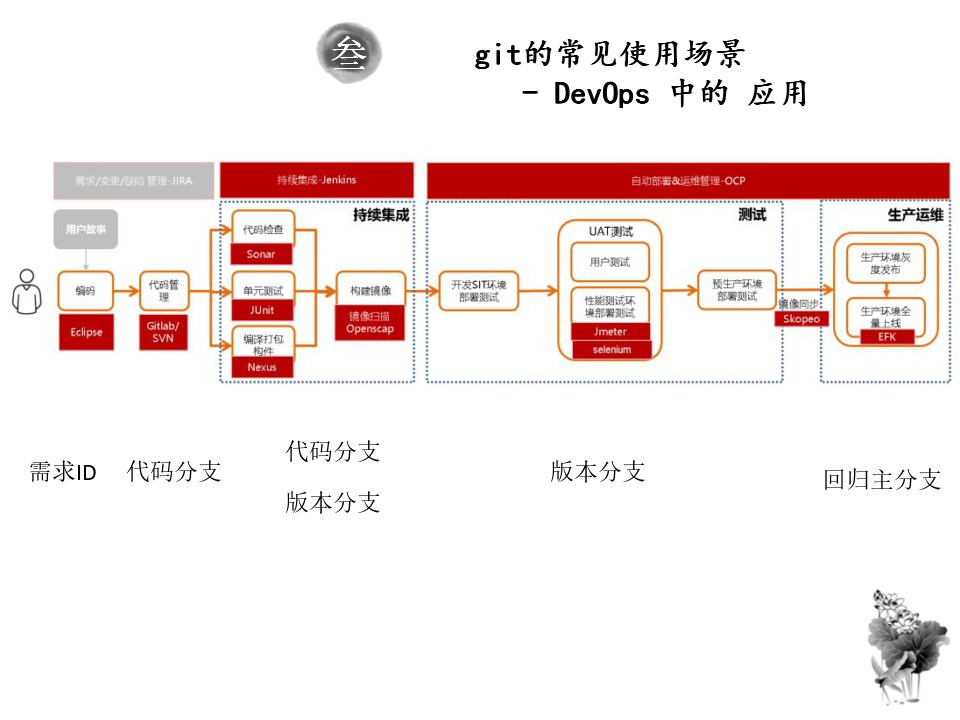 叁
git的常见使用场景
- DevOps 中的 应用
需求/变更/缺陷 管理-JIRA
持续集成-Jenkins
自动部署&运维管理-OCP
用户故事
编码
Eclipse
代码管
理
Gitlab/
SVN
持续集成
代码检查
Sonar
单元测试
JUnit
编泽打包
构件
Nexus
构建镜像
镜像扫描
Openscap
测试
开发SIT环境
部署测试
UAT测试
用户测试
性能测试环
境部署测试
Jmeter
selenium
预生产环境
部署测试
镜像同步
Skopeo
生产运维
生产环境灰
度发布
生产环境全
量上线
EFK
需求ID
代码分支
代码分支
版本分支
版本分支
回归主分支